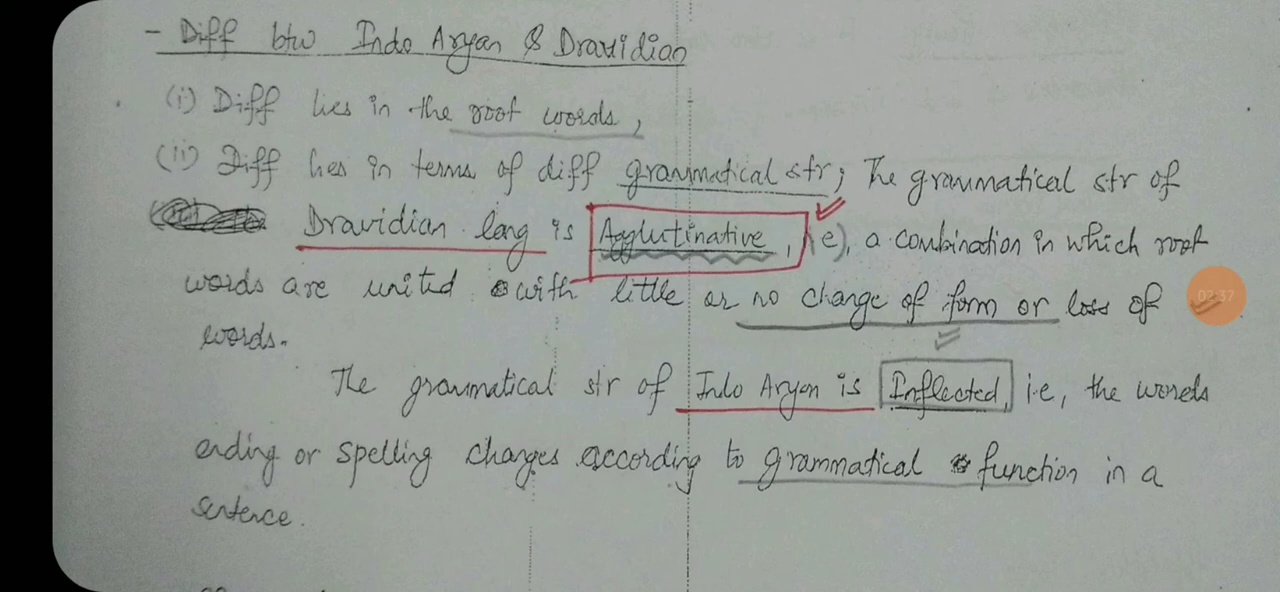 - Diff btw Indo Aryan & Dravidian
(i) Diff lies in the root words,
(ii) Diff lies in terms of diff grammatical str; The grammatical str of
Dravidian lang is Agglutinative, (ie), a combination in which root
words are united with little or no change of form or loss of
words.
The grammatical str of Indo Aryan is Inflected, i.e, the words
ending or spelling changes according to grammatical function in a
sentence.
02:37